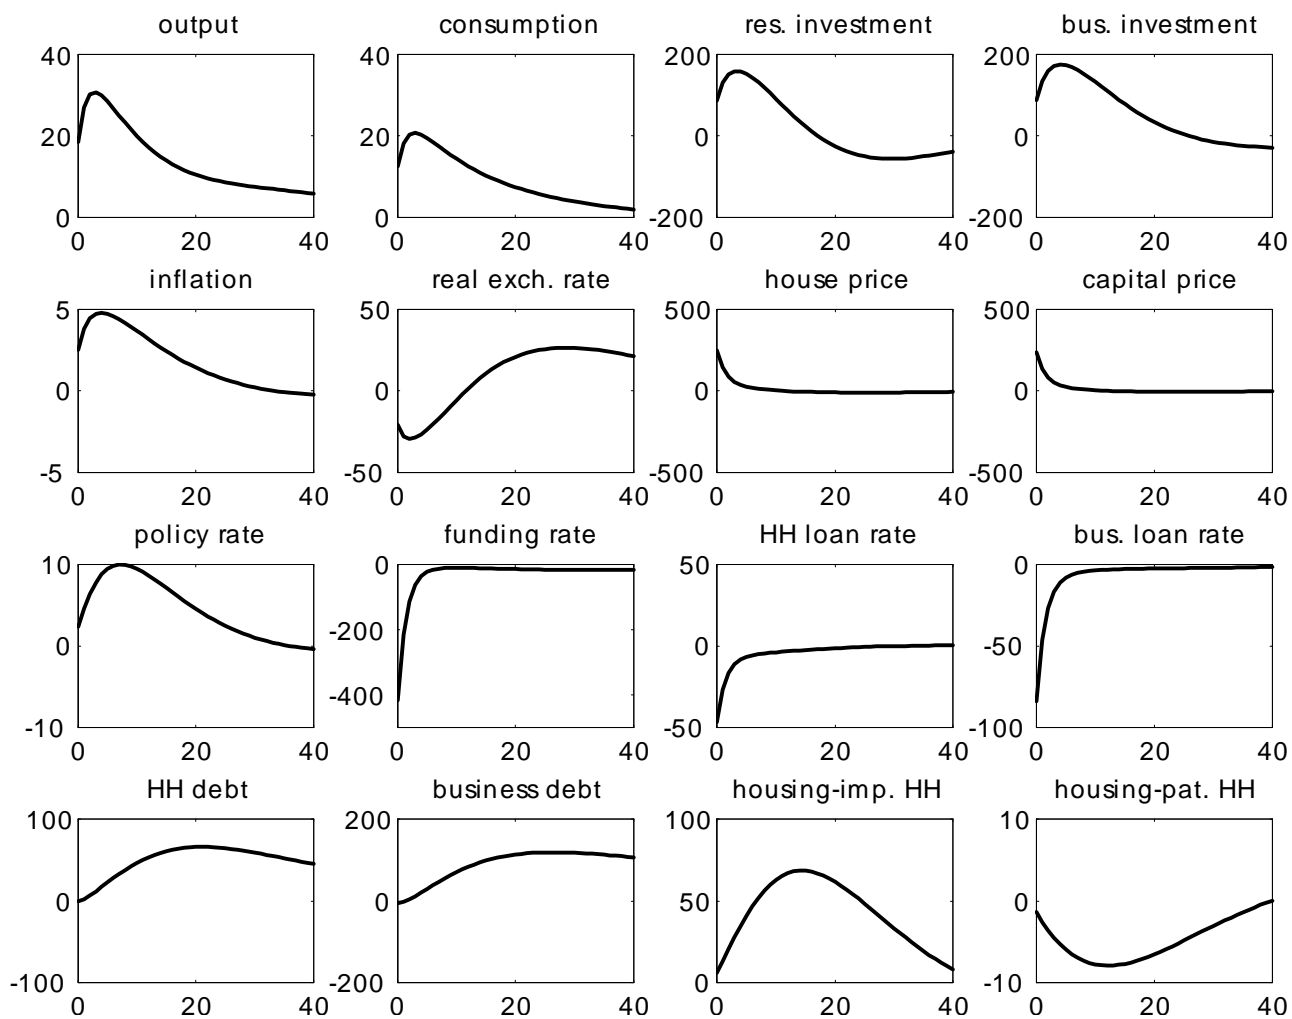 output consumption res. investment bus. investment
40 40 200 200
20 20 0 0
0 0 -200 -200
0 20 40 0 20 40 0 20 40 0 20 40
inflation real exch. rate house price capital price
5 50 500 500
0 0 0 0
-5 -50 -500 -500
0 20 40 0 20 40 0 20 40 0 20 40
policy rate funding rate HH loan rate bus. loan rate
10 0 50 0
0 -200 0 -50
-400
-10 -50 -100
0 20 40 0 20 40 0 20 40 0 20 40
HH debt business debt housing-imp. HH housing-pat. HH
100 200 100 10
0 0 50 0
-100 -200 0 -10
0 20 40 0 20 40 0 20 40 0 20 40